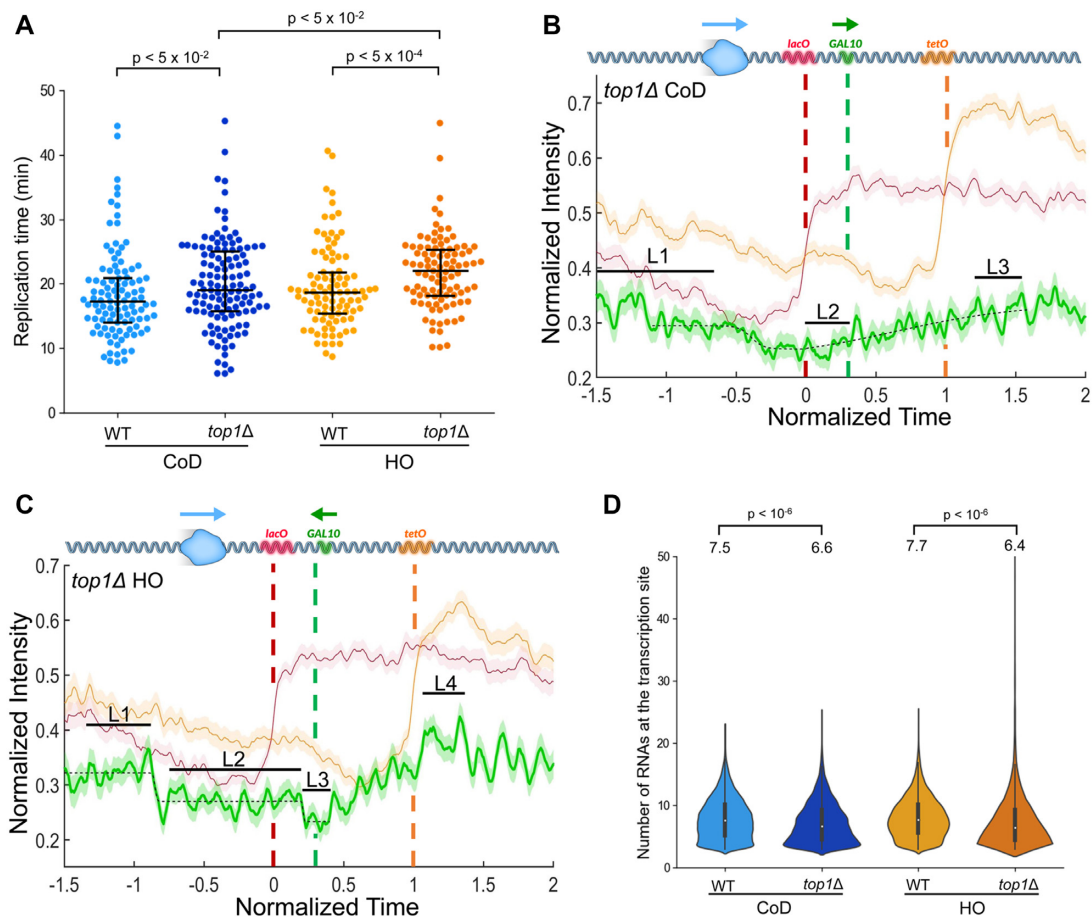 A
p < 5 x 10-2
p < 5 x 10-2
p < 5 x 10-4
Replication time (min)
50
40
30
20
10
0
WT
top1Δ
WT
top1Δ
CoD
HO
B
lacO
GAL10
tetO
top1Δ CoD
Normalized Intensity
0.7
0.6
0.5
0.4
0.3
0.2
L1
L2
L3
-1.5
-1
-0.5
0
0.5
1
1.5
2
Normalized Time
C
lacO
GAL10
tetO
top1Δ HO
Normalized Intensity
0.7
0.6
0.5
0.4
0.3
0.2
L1
L2
L3
L4
-1.5
-1
-0.5
0
0.5
1
1.5
2
Normalized Time
D
p < 10-6
p < 10-6
7.5
6.6
7.7
6.4
Number of RNAs at the transcription site
50
40
30
20
10
0
WT
top1Δ
WT
top1Δ
CoD
HO